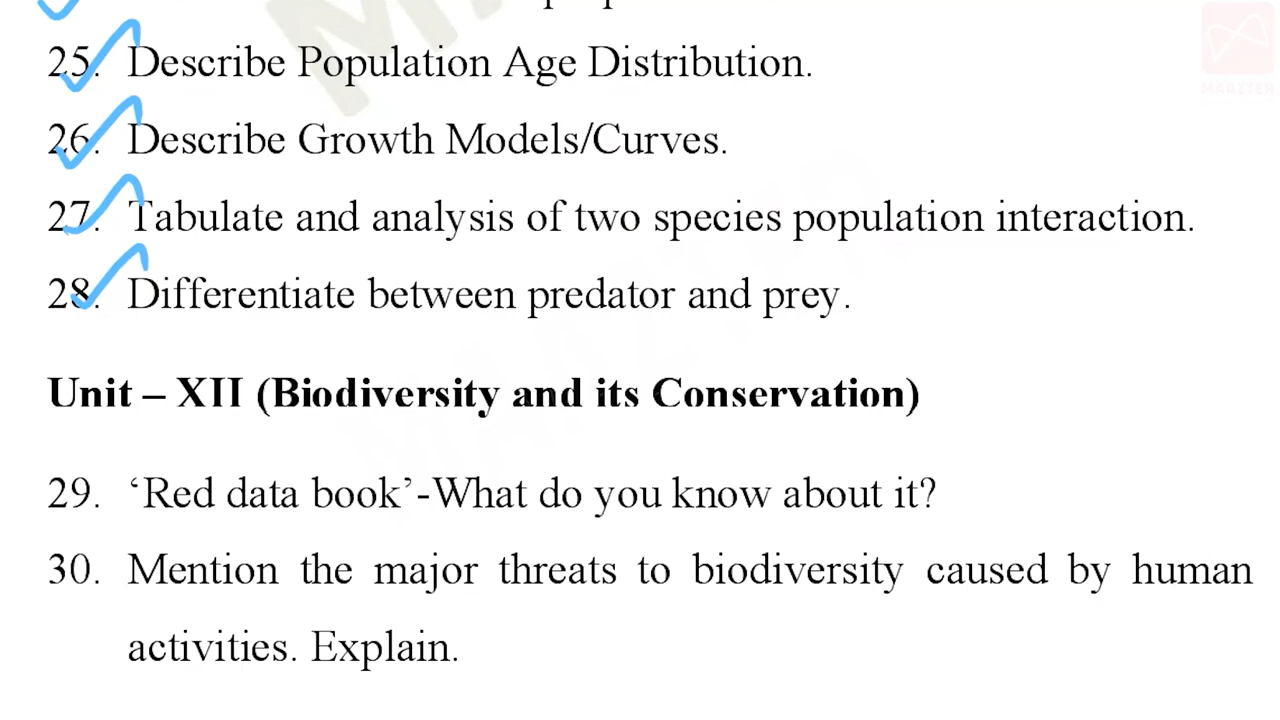 25. Describe Population Age Distribution.
26. Describe Growth Models/Curves.
27. Tabulate and analysis of two species population interaction.
28. Differentiate between predator and prey.
Unit – XII (Biodiversity and its Conservation)
29. ‘Red data book’-What do you know about it?
30. Mention the major threats to biodiversity caused by human
activities. Explain.
MAAZTER